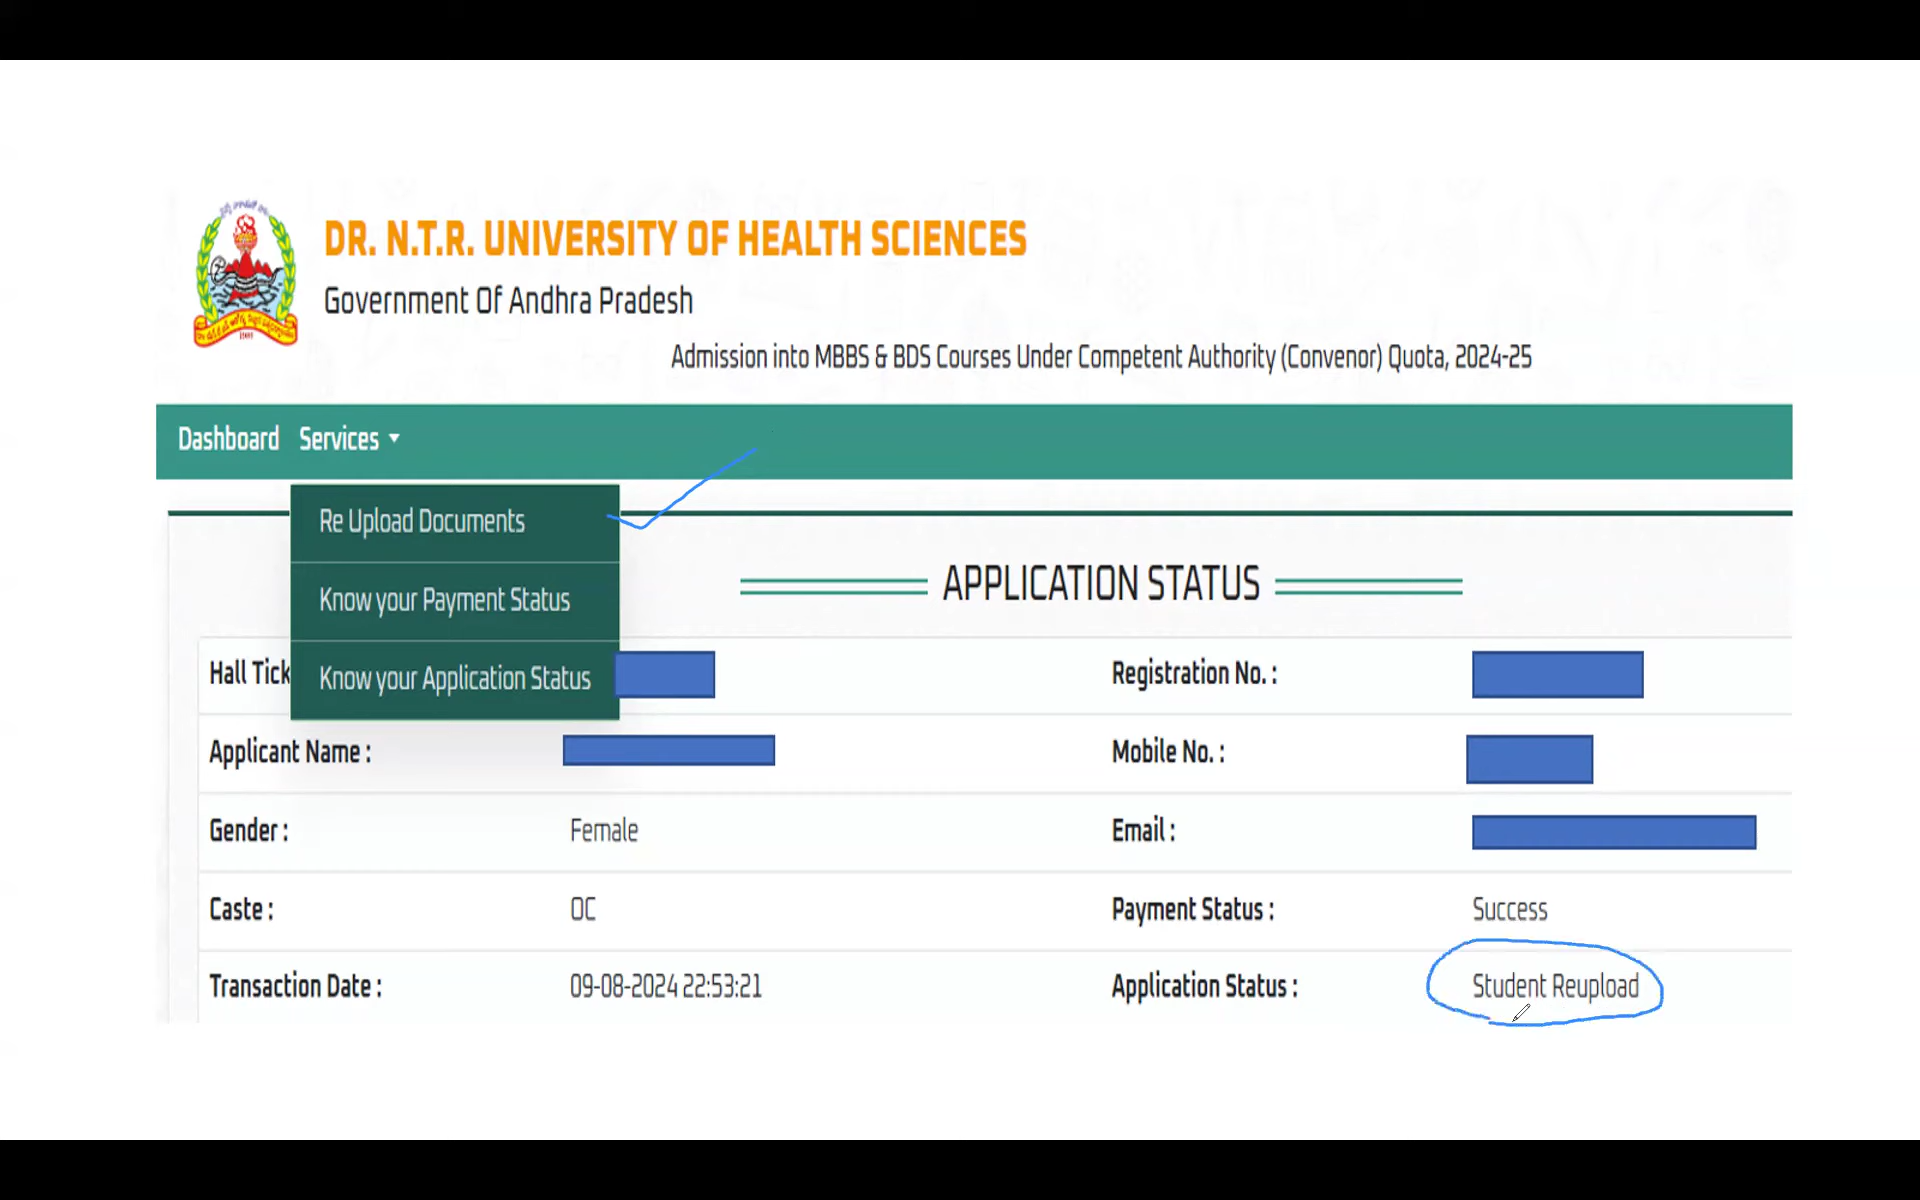 DR. N.T.R. UNIVERSITY OF HEALTH SCIENCES
Government Of Andhra Pradesh
Admission into MBBS & BDS Courses Under Competent Authority (Convenor) Quota, 2024-25
Dashboard Services
Re Upload Documents
Know your Payment Status
Know your Application Status
APPLICATION STATUS
Hall Tick
Registration No. :
Applicant Name :
Mobile No. :
Gender : Female
Email :
Caste : OC
Payment Status : Success
Transaction Date : 09-08-2024 22:53:21
Application Status : Student Reupload